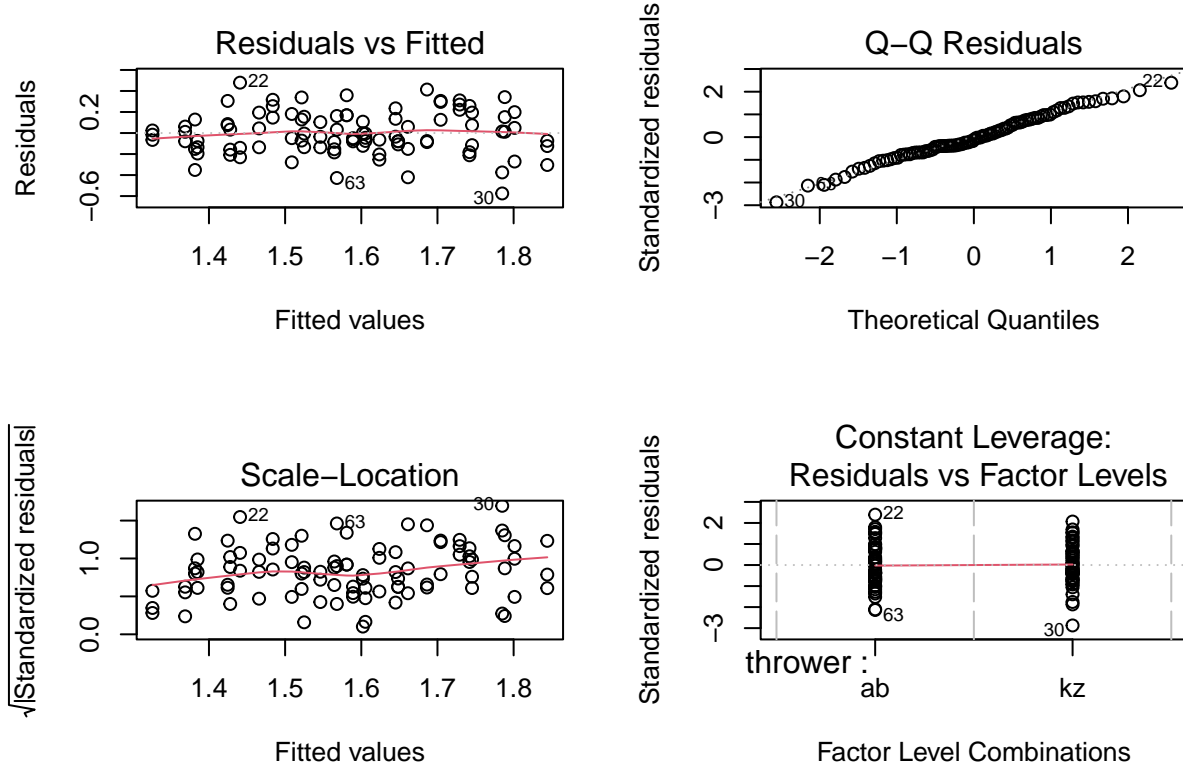 Residuals vs Fitted
Residuals
0.2
−0.6
22
63
30
1.4 1.5 1.6 1.7 1.8
Fitted values
Q−Q Residuals
Standardized residuals
2
0
−3
22
63
30
−2 −1 0 1 2
Theoretical Quantiles
Scale−Location
√|Standardized residuals|
1.0
0.0
22
63
30
1.4 1.5 1.6 1.7 1.8
Fitted values
Constant Leverage:
Residuals vs Factor Levels
Standardized residuals
2
0
−3
22
63
30
thrower :
ab kz
Factor Level Combinations